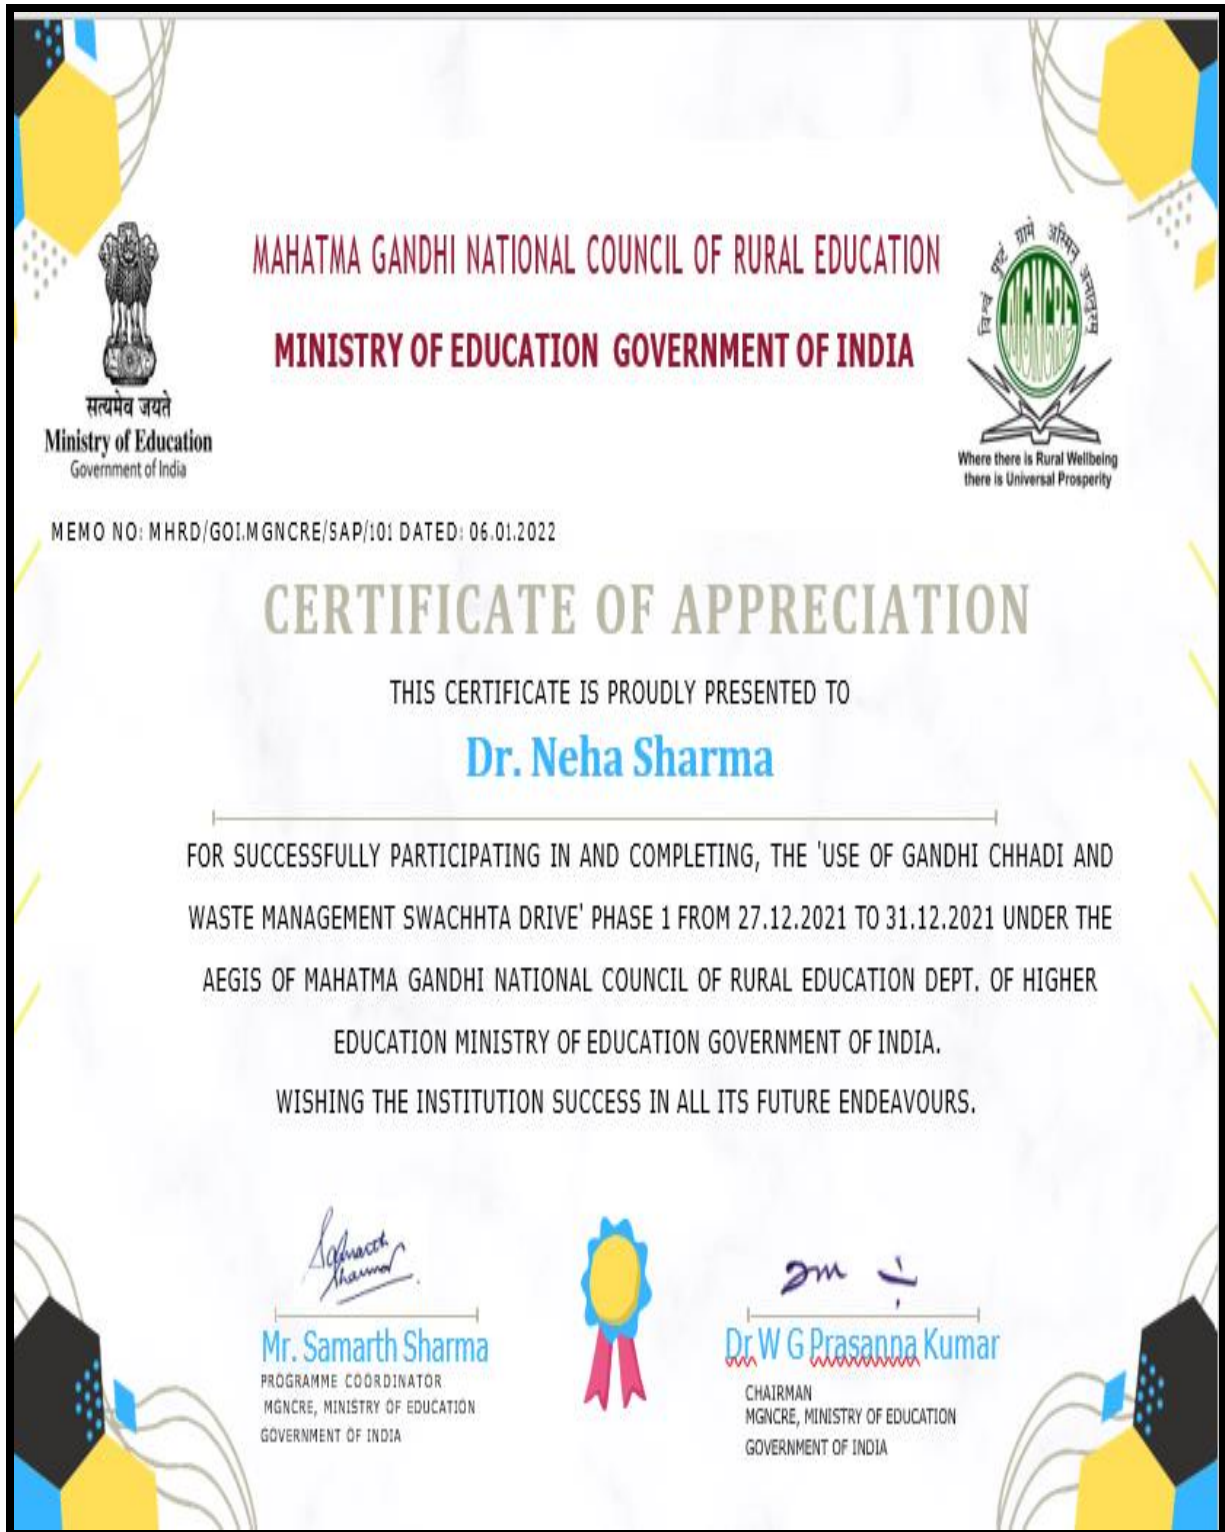 MAHATMA GANDHI NATIONAL COUNCIL OF RURAL EDUCATION
MINISTRY OF EDUCATION GOVERNMENT OF INDIA
सत्यमेव जयते
Ministry of Education
Government of India
विश्वं पुष्टं ग्रामे अस्मिन् अनातुरम्
MGNCRE
Where there is Rural Wellbeing
there is Universal Prosperity
MEMO NO: MHRD/GOI.MGNCRE/SAP/101 DATED: 06.01.2022
CERTIFICATE OF APPRECIATION
THIS CERTIFICATE IS PROUDLY PRESENTED TO
Dr. Neha Sharma
FOR SUCCESSFULLY PARTICIPATING IN AND COMPLETING, THE 'USE OF GANDHI CHHADI AND
WASTE MANAGEMENT SWACHHTA DRIVE' PHASE 1 FROM 27.12.2021 TO 31.12.2021 UNDER THE
AEGIS OF MAHATMA GANDHI NATIONAL COUNCIL OF RURAL EDUCATION DEPT. OF HIGHER
EDUCATION MINISTRY OF EDUCATION GOVERNMENT OF INDIA.
WISHING THE INSTITUTION SUCCESS IN ALL ITS FUTURE ENDEAVOURS.
Samarth
Sharma
Mr. Samarth Sharma
PROGRAMME COORDINATOR
MGNCRE, MINISTRY OF EDUCATION
GOVERNMENT OF INDIA
Dr W G Prasanna Kumar
CHAIRMAN
MGNCRE, MINISTRY OF EDUCATION
GOVERNMENT OF INDIA